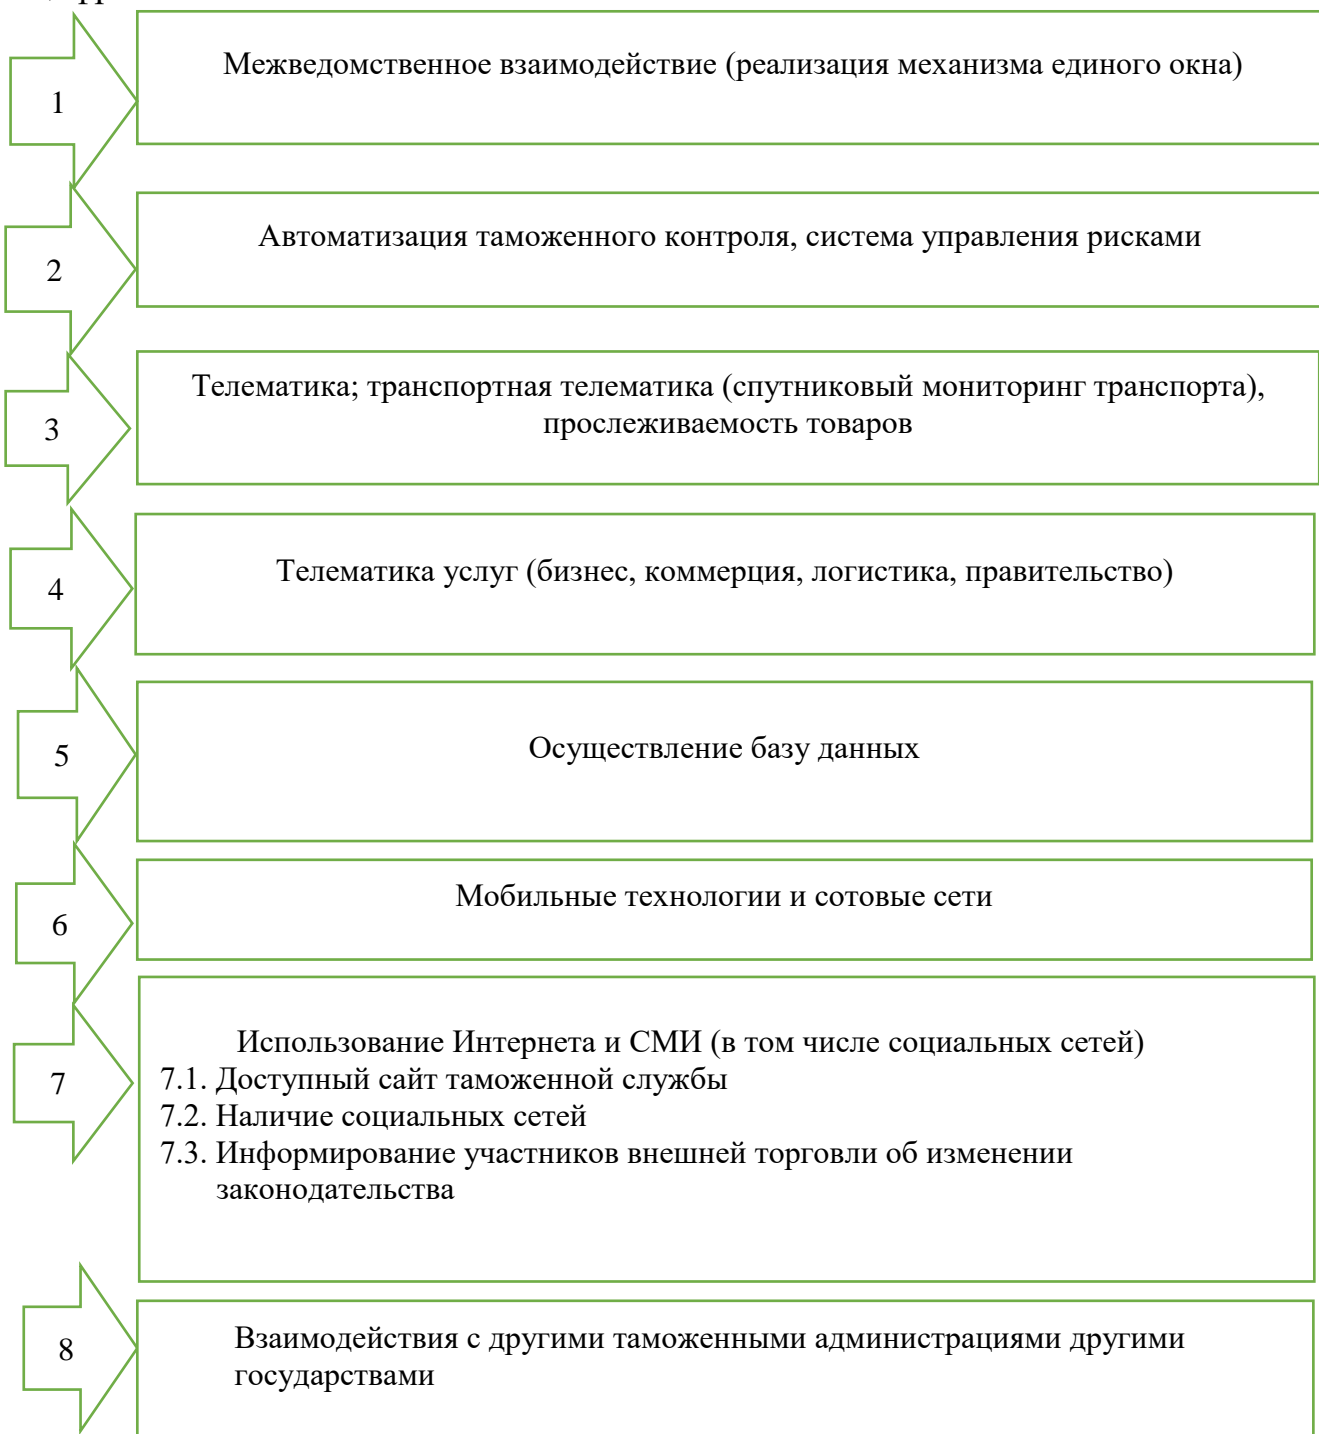 1
Межведомственное взаимодействие (реализация механизма единого окна)
2
Автоматизация таможенного контроля, система управления рисками
3
Телематика; транспортная телематика (спутниковый мониторинг транспорта),
прослеживаемость товаров
4
Телематика услуг (бизнес, коммерция, логистика, правительство)
5
Осуществление базу данных
6
Мобильные технологии и сотовые сети
7
Использование Интернета и СМИ (в том числе социальных сетей)
7.1. Доступный сайт таможенной службы
7.2. Наличие социальных сетей
7.3. Информирование участников внешней торговли об изменении
законодательства
8
Взаимодействия с другими таможенными администрациями другими
государствами